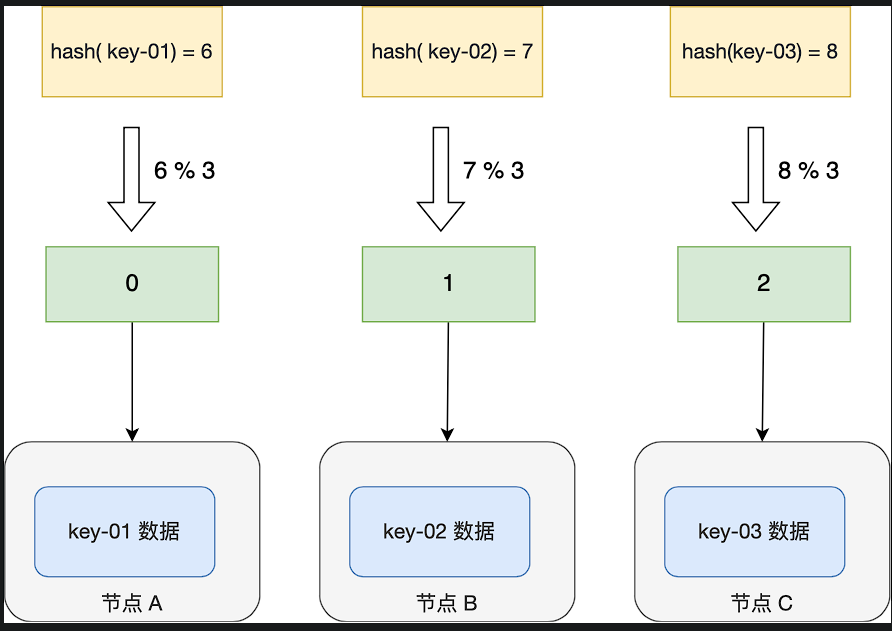 hash( key-01) = 6
hash( key-02) = 7
hash(key-03) = 8
6 % 3
7 % 3
8 % 3
0
1
2
key-01 数据
key-02 数据
key-03 数据
节点 A
节点 B
节点 C